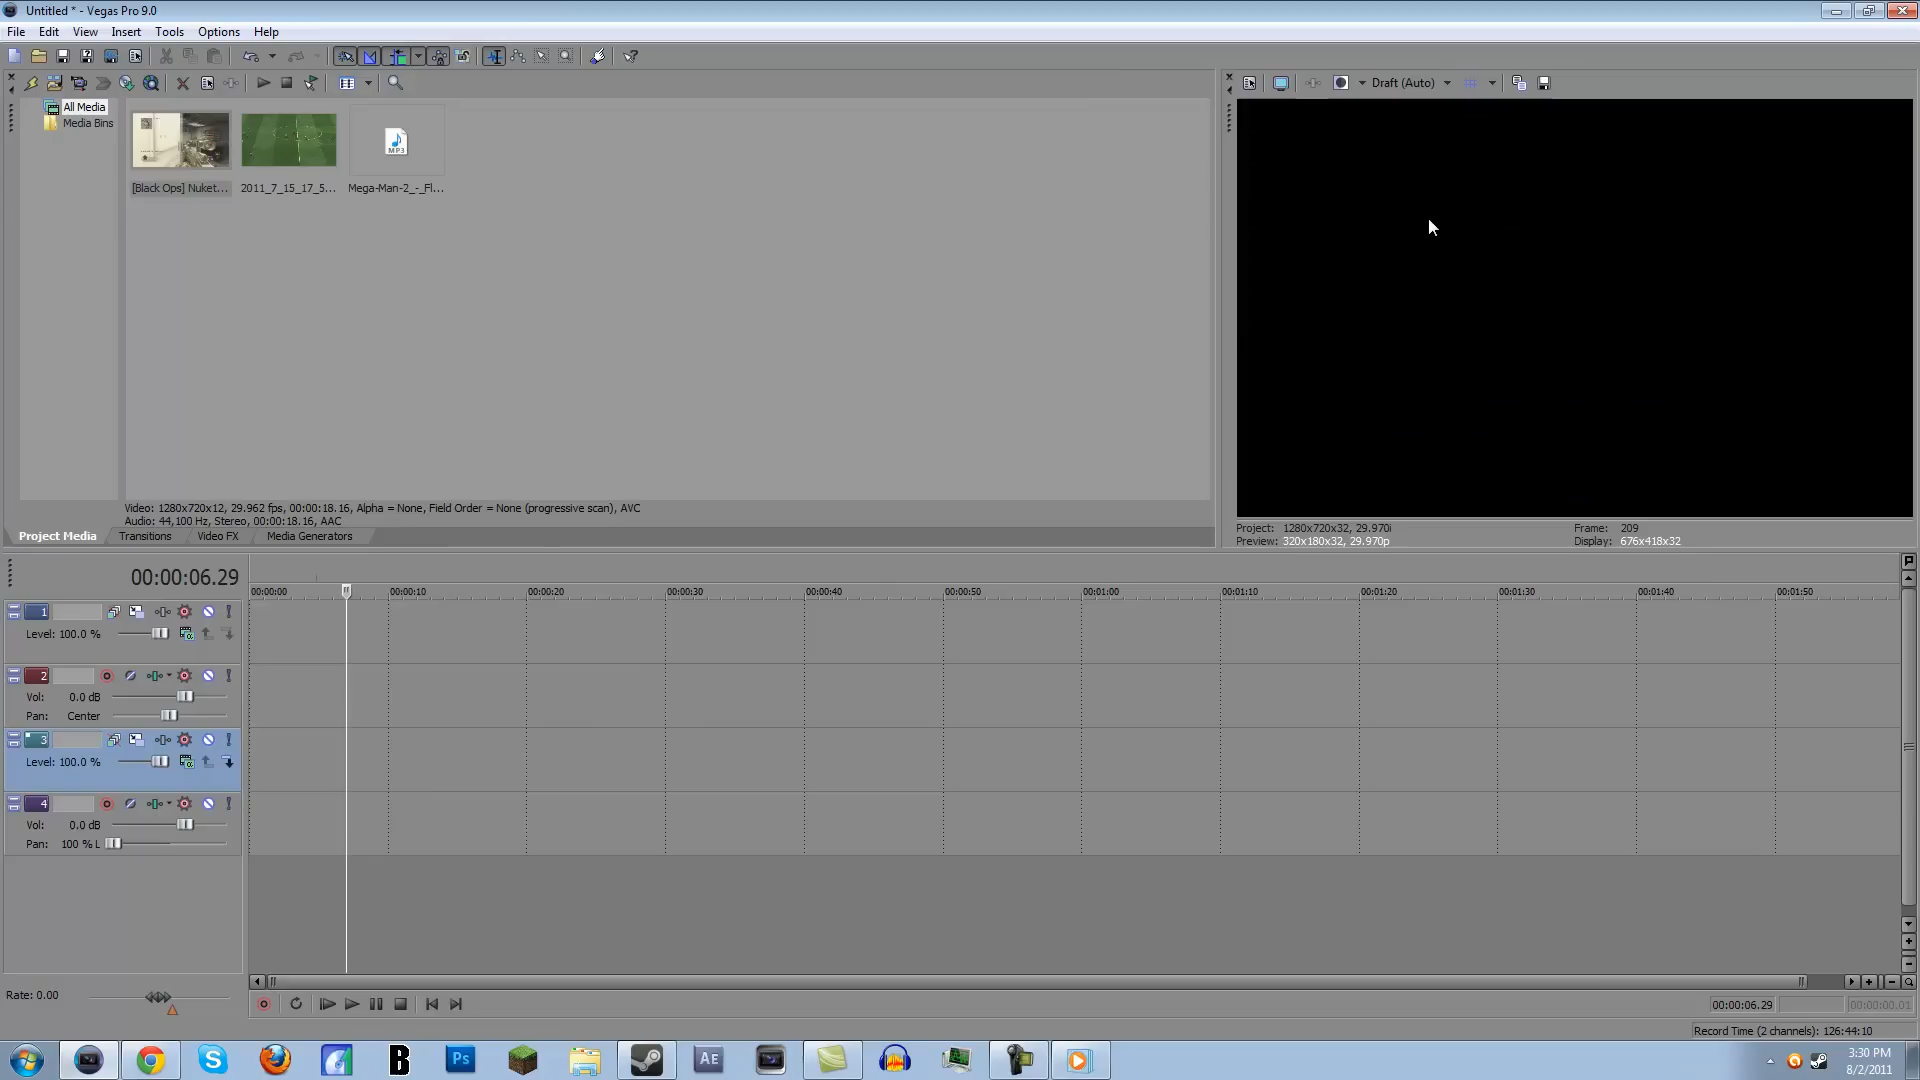 Untitled * - Vegas Pro 9.0
File Edit View Insert Tools Options Help
Draft (Auto)
All Media
Media Bins
MP3
[Black Ops] Nuket... 2011_7_15_17_5... Mega-Man-2_-_Fl...
Video: 1280x720x12, 29.962 fps, 00:00:18.16, Alpha = None, Field Order = None (progressive scan), AVC
Audio: 44,100 Hz, Stereo, 00:00:18.16, AAC
Project Media Transitions Video FX Media Generators
Project: 1280x720x32, 29.970i Frame: 209
Preview: 320x180x32, 29.970p Display: 676x418x32
00:00:06.29
00:00:00 00:00:10 00:00:20 00:00:30 00:00:40 00:00:50 00:01:00 00:01:10 00:01:20 00:01:30 00:01:40 00:01:50
1
Level: 100.0 %
2
Vol: 0.0 dB
Pan: Center
3
Level: 100.0 %
4
Vol: 0.0 dB
Pan: 100 % L
Rate: 0.00
00:00:06.29 00:00:00.01
Record Time (2 channels): 126:44:10
B
Ps
AE
3:30 PM
8/2/2011